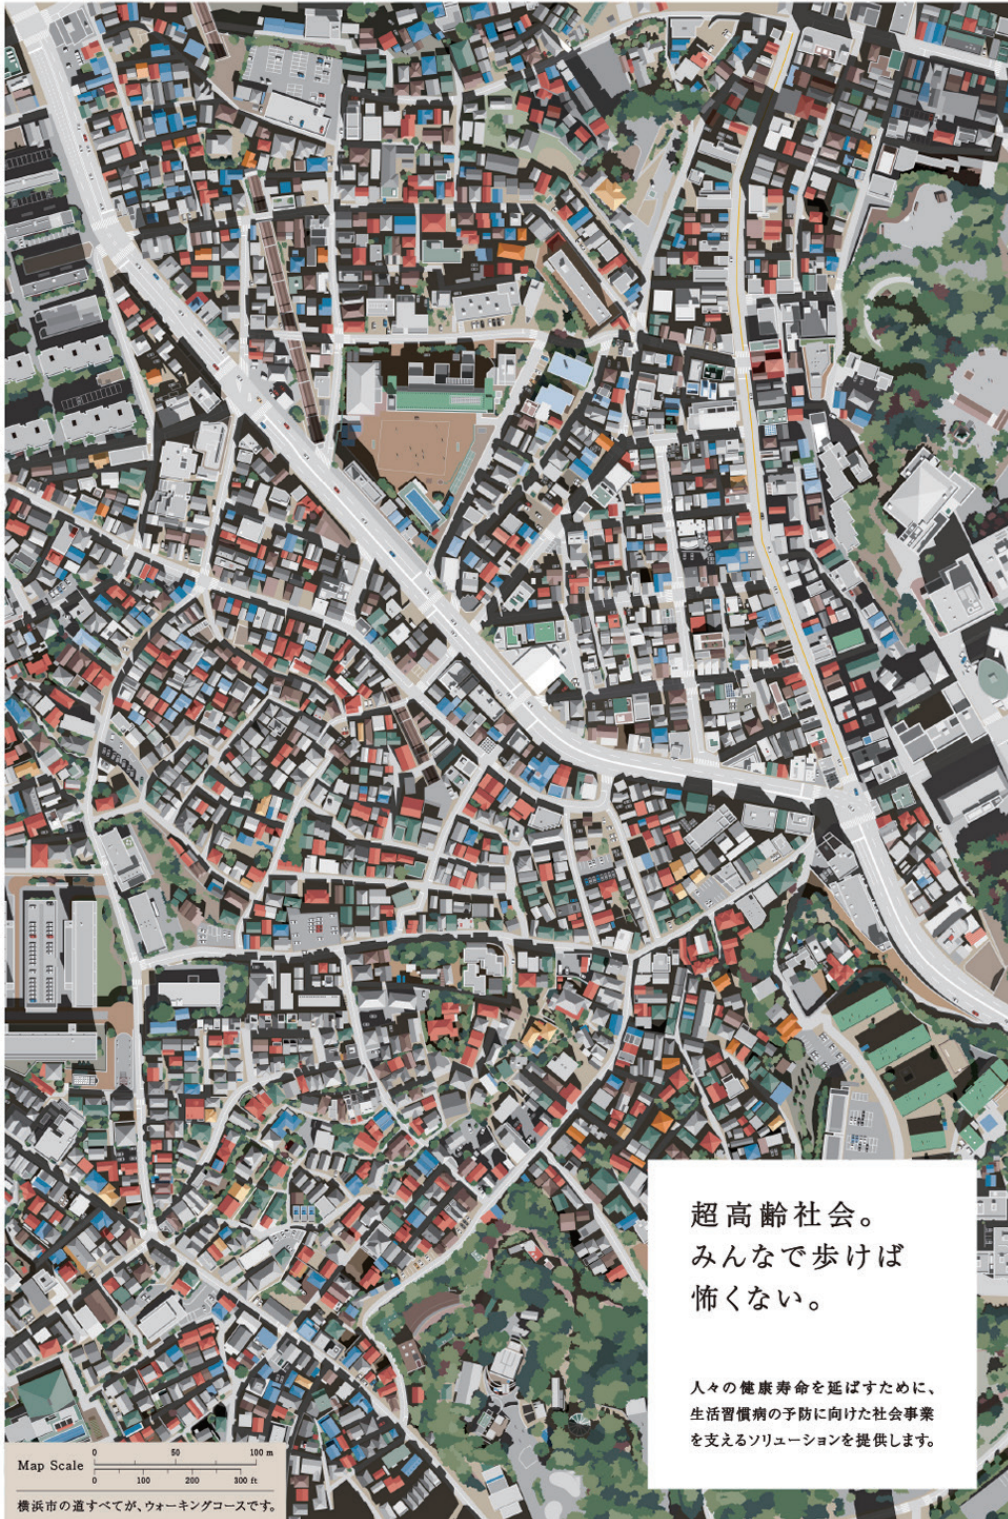 超高齢社会。
みんなで歩けば
怖くない。
人々の健康寿命を延ばすために、
生活習慣病の予防に向けた社会事業
を支えるソリューションを提供します。
Map Scale
0 50 100 m
0 100 200 300 ft
横浜市の道すべてが、ウォーキングコースです。